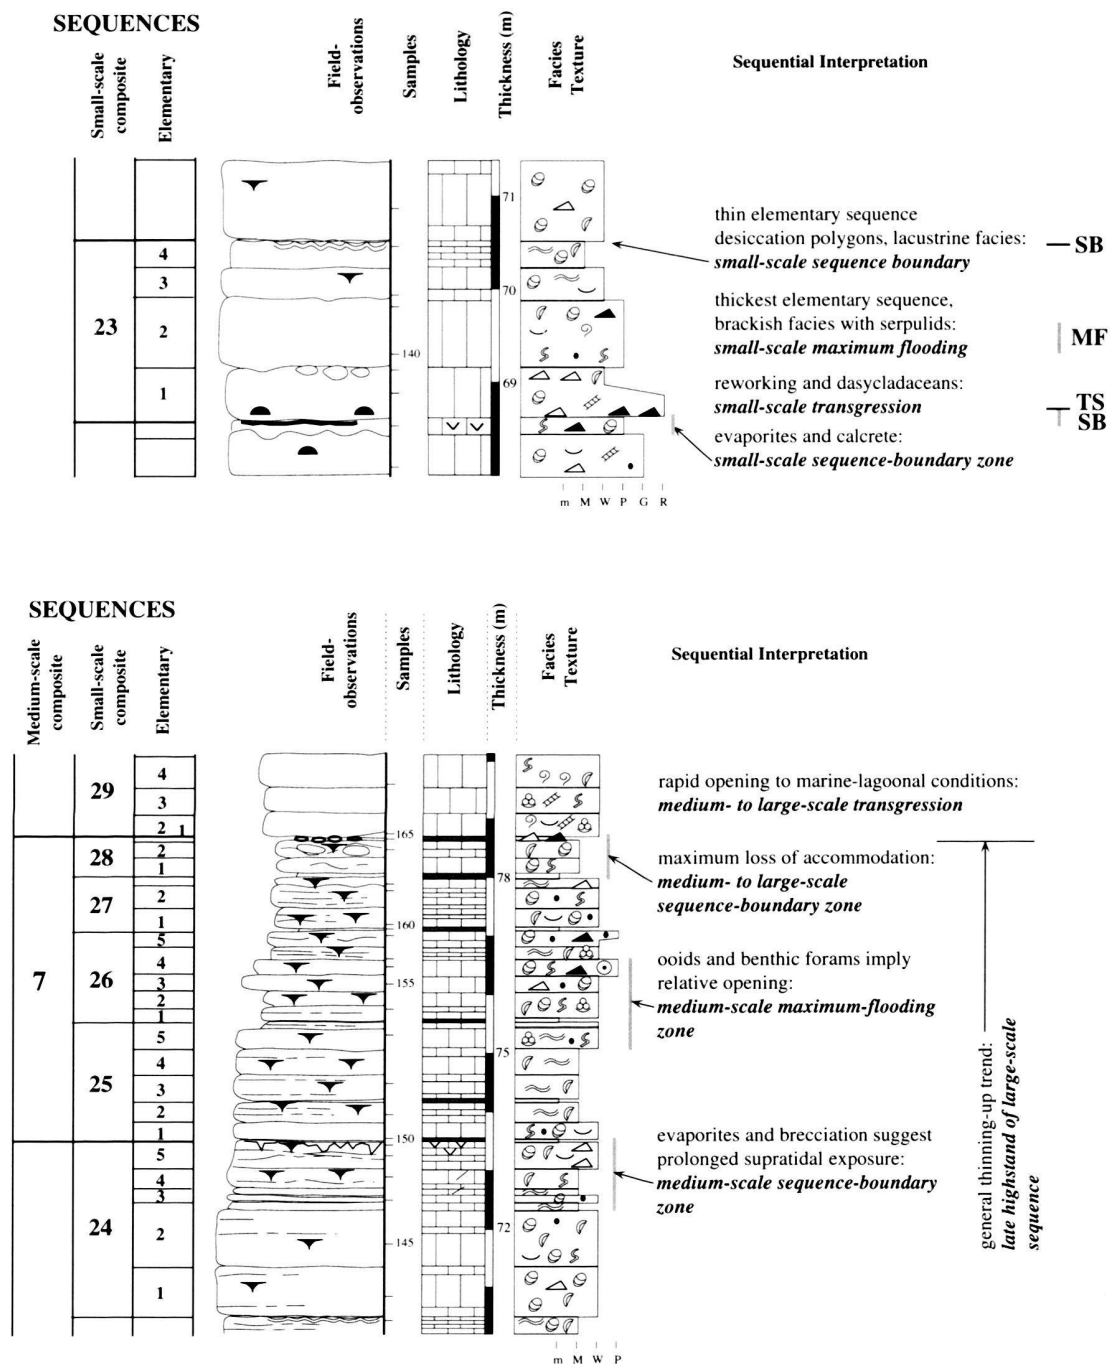 SEQUENCES
Small-scale
composite
Elementary
Field-
observations
Samples
Lithology
Thickness (m)
Facies
Texture
Sequential Interpretation
4
3
23
2
1
140
71
70
69
thin elementary sequence
desiccation polygons, lacustrine facies:
small-scale sequence boundary
SB
thickest elementary sequence,
brackish facies with serpulids:
small-scale maximum flooding
MF
reworking and dasycladaceans:
small-scale transgression
TS
SB
evaporites and calcrete:
small-scale sequence-boundary zone
m M W P G R
SEQUENCES
Medium-scale
composite
Small-scale
composite
Elementary
Field-
observations
Samples
Lithology
Thickness (m)
Facies
Texture
Sequential Interpretation
7
29
28
27
26
25
24
4
3
2 1
2
1
2
1
5
4
3
2
1
5
4
3
2
1
5
4
3
2
1
165
160
155
150
145
78
75
72
rapid opening to marine-lagoonal conditions:
medium- to large-scale transgression
maximum loss of accommodation:
medium- to large-scale
sequence-boundary zone
ooids and benthic forams imply
relative opening:
medium-scale maximum-flooding
zone
evaporites and brecciation suggest
prolonged supratidal exposure:
medium-scale sequence-boundary
zone
general thinning-up trend:
late highstand of large-scale
sequence
m M W P